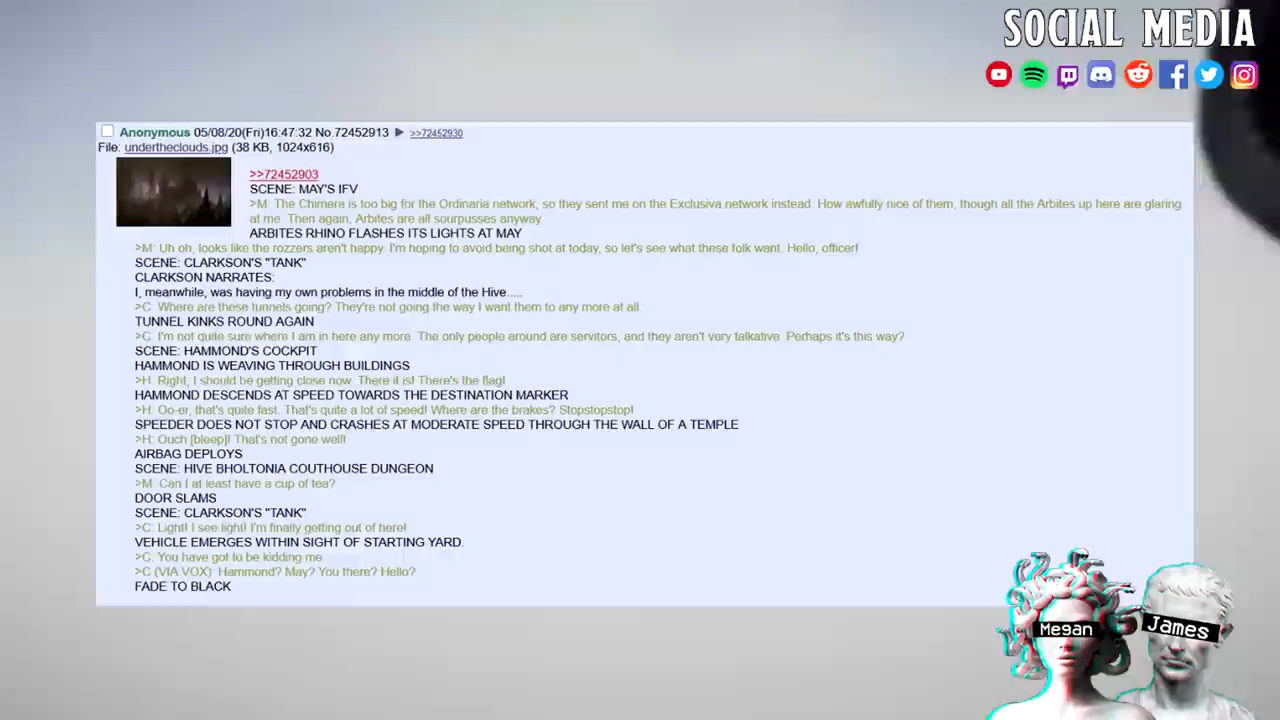 SOCIAL MEDIA
Anonymous 05/08/20(Fri)16:47:32 No.72452913 ▶ >>72452930
File: undertheclouds.jpg (38 KB, 1024x616)
>>72452903
SCENE: MAY'S IFV
>M: The Chimera is too big for the Ordinaria network, so they sent me on the Exclusiva network instead. How awfully nice of them, though all the Arbites up here are glaring
at me. Then again, Arbites are all sourpusses anyway.
ARBITES RHINO FLASHES ITS LIGHTS AT MAY
>M: Uh oh, looks like the rozzers aren't happy. I'm hoping to avoid being shot at today, so let's see what these folk want. Hello, officer!
SCENE: CLARKSON'S "TANK"
CLARKSON NARRATES:
I, meanwhile, was having my own problems in the middle of the Hive.....
>C: Where are these tunnels going? They're not going the way I want them to any more at all.
TUNNEL KINKS ROUND AGAIN
>C: I'm not quite sure where I am in here any more. The only people around are servitors, and they aren't very talkative. Perhaps it's this way?
SCENE: HAMMOND'S COCKPIT
HAMMOND IS WEAVING THROUGH BUILDINGS
>H: Right, I should be getting close now. There it is! There's the flag!
HAMMOND DESCENDS AT SPEED TOWARDS THE DESTINATION MARKER
>H: Oo-er, that's quite fast. That's quite a lot of speed! Where are the brakes? Stopstopstop!
SPEEDER DOES NOT STOP AND CRASHES AT MODERATE SPEED THROUGH THE WALL OF A TEMPLE
>H: Ouch [bleep]! That's not gone well!
AIRBAG DEPLOYS
SCENE: HIVE BHOLTONIA COUTHOUSE DUNGEON
>M: Can I at least have a cup of tea?
DOOR SLAMS
SCENE: CLARKSON'S "TANK"
>C: Light! I see light! I'm finally getting out of here!
VEHICLE EMERGES WITHIN SIGHT OF STARTING YARD.
>C: You have got to be kidding me.
>C (VIA VOX): Hammond? May? You there? Hello?
FADE TO BLACK
Megan
James